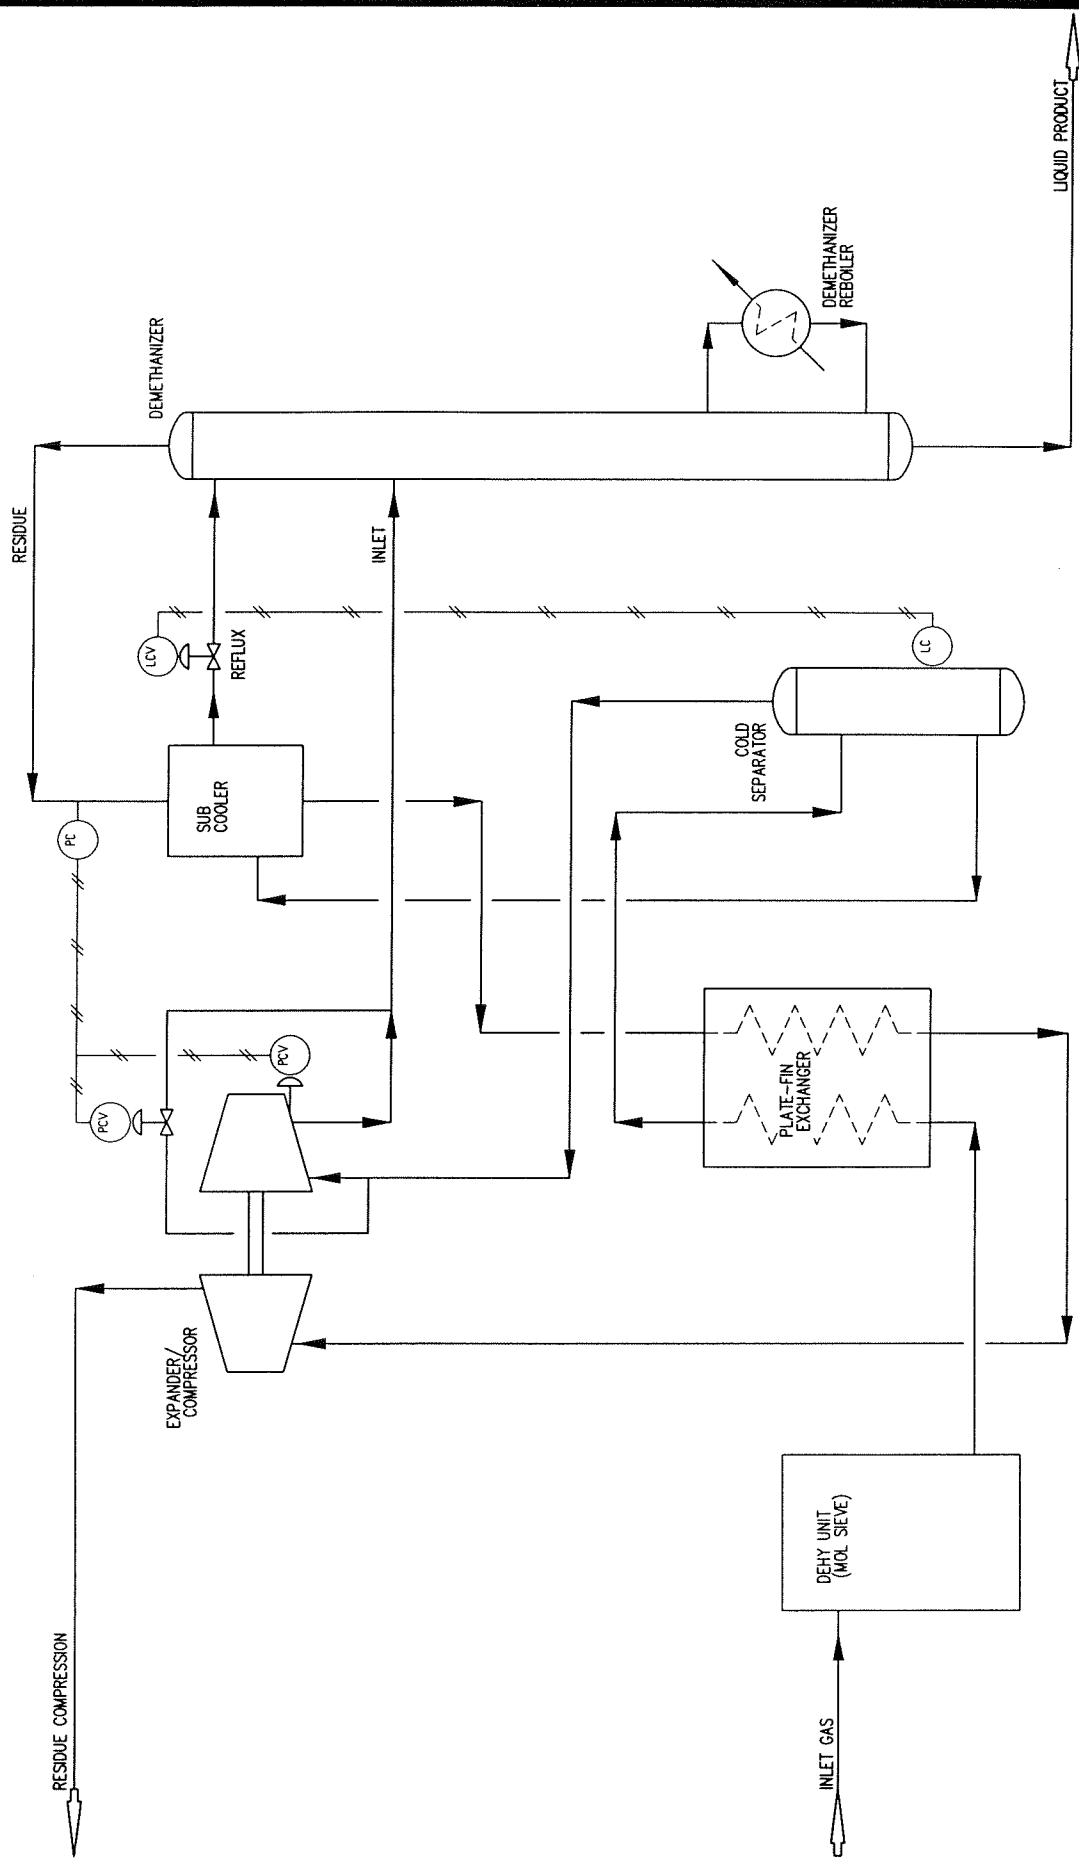 RESIDUE COMPRESSION
EXPANDER/
COMPRESSOR
PCV
PCV
PC
RESIDUE
SUB
COOLER
LCV
REFLUX
DEMETHANIZER
INLET
INLET GAS
DEHY UNIT
(MOL SIEVE)
PLATE-FIN
EXCHANGER
COLD
SEPARATOR
LC
DEMETHANIZER
REBOILER
LIQUID PRODUCT